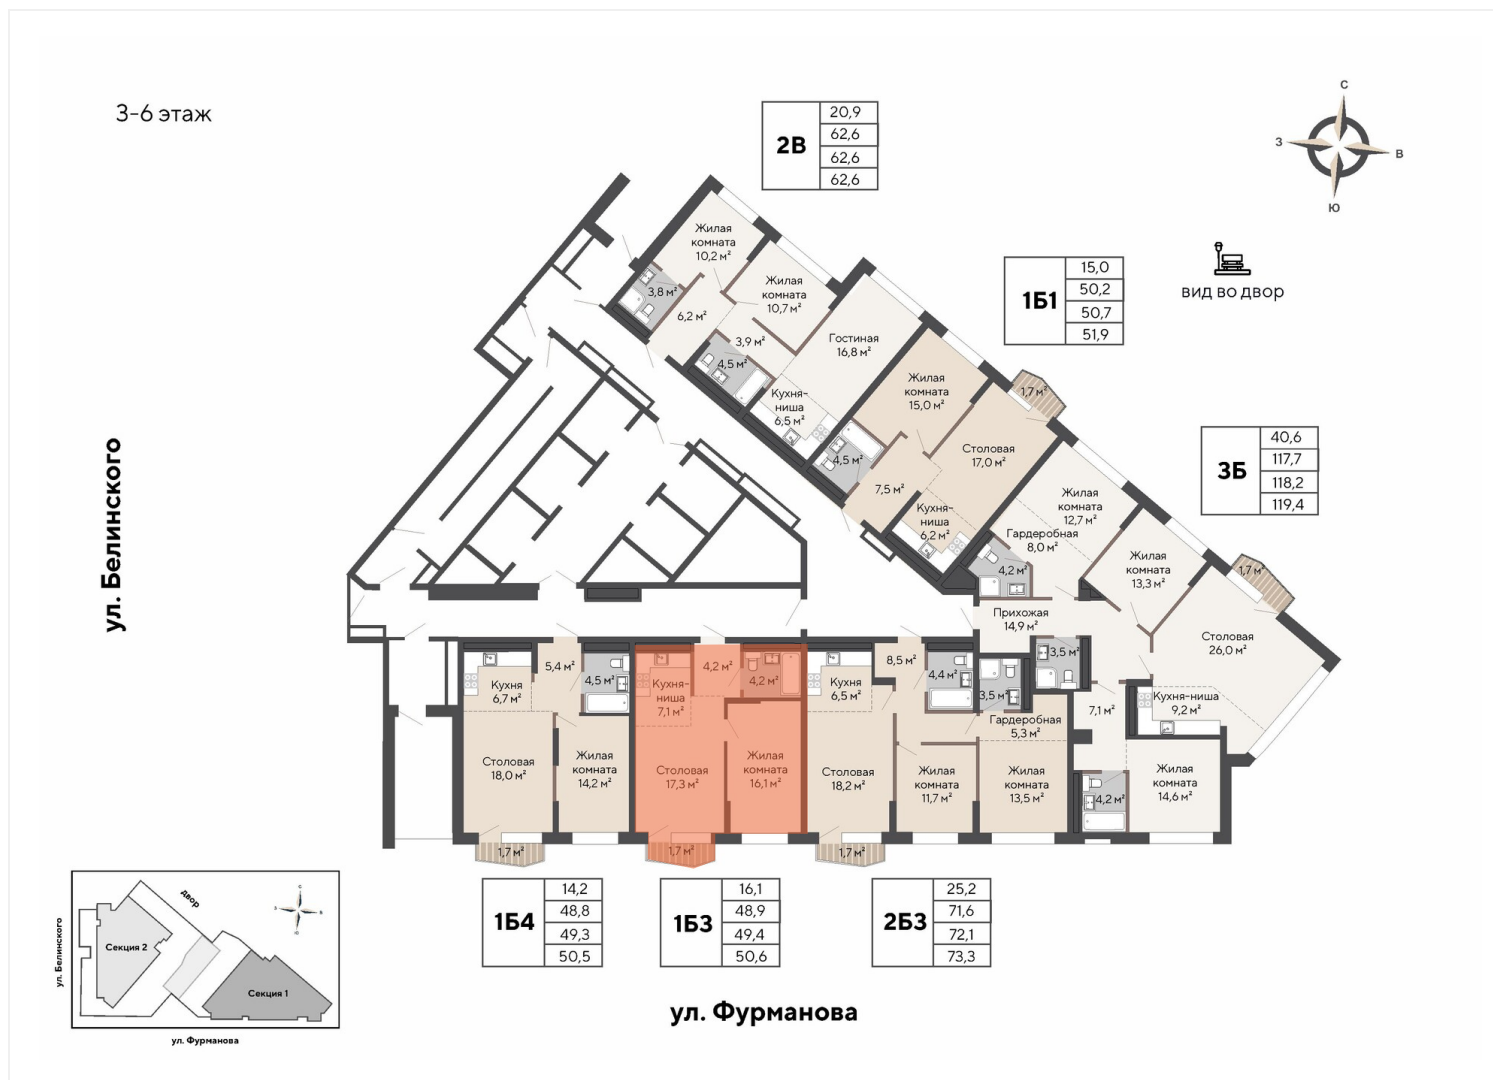 3-6 этаж
2В
20,9
62,6
62,6
62,6
С
З
В
Ю
вид во двор
1Б1
15,0
50,2
50,7
51,9
3Б
40,6
117,7
118,2
119,4
ул. Белинского
Жилая
комната
10,2 м²
3,8 м²
6,2 м²
Жилая
комната
10,7 м²
3,9 м²
4,5 м²
Гостиная
16,8 м²
Кухня-
ниша
6,5 м²
Жилая
комната
15,0 м²
1,7 м²
4,5 м²
Столовая
17,0 м²
7,5 м²
Кухня-
ниша
6,2 м²
Жилая
комната
12,7 м²
Гардеробная
8,0 м²
4,2 м²
Жилая
комната
13,3 м²
1,7 м²
Прихожая
14,9 м²
Столовая
26,0 м²
3,5 м²
Кухня-ниша
9,2 м²
7,1 м²
Жилая
комната
14,6 м²
4,2 м²
5,4 м²
4,5 м²
Кухня
6,7 м²
Столовая
18,0 м²
Жилая
комната
14,2 м²
1,7 м²
4,2 м²
4,2 м²
Кухня-
ниша
7,1 м²
Столовая
17,3 м²
Жилая
комната
16,1 м²
1,7 м²
8,5 м²
4,4 м²
Кухня
6,5 м²
3,5 м²
Гардеробная
5,3 м²
Столовая
18,2 м²
Жилая
комната
11,7 м²
Жилая
комната
13,5 м²
1,7 м²
1Б4
14,2
48,8
49,3
50,5
1Б3
16,1
48,9
49,4
50,6
2Б3
25,2
71,6
72,1
73,3
ул. Фурманова
двор
С
З
В
Ю
ул. Белинского
Секция 2
Секция 1
ул. Фурманова